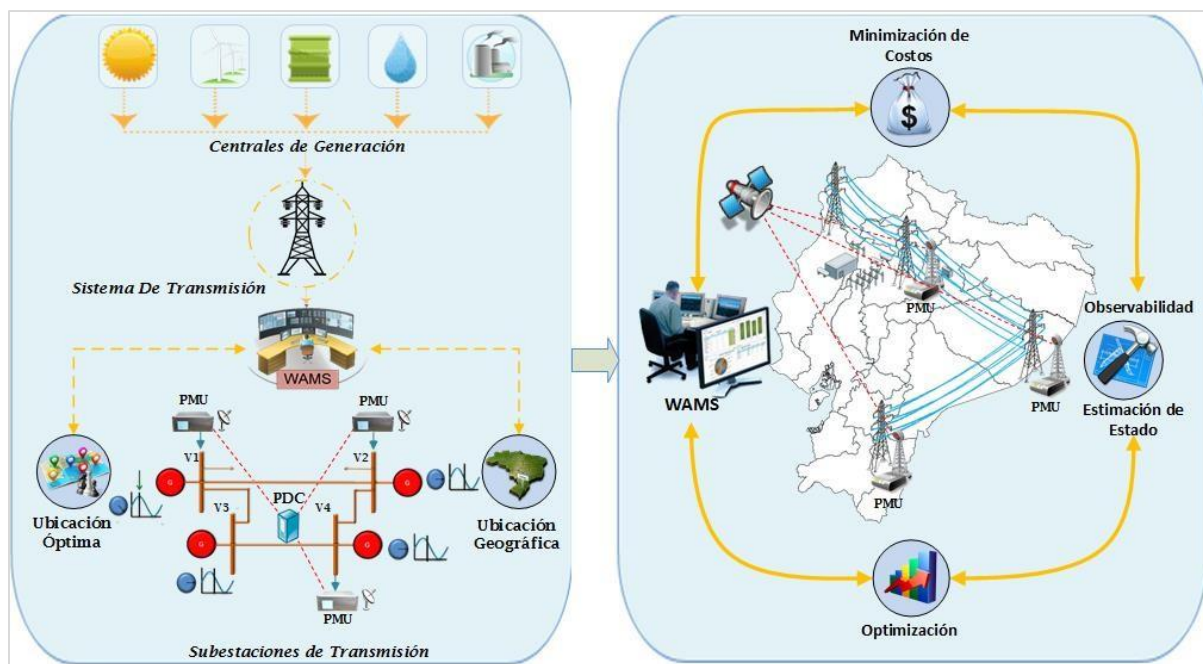 Centrales de Generación
Sistema De Transmisión
WAMS
PMU
PMU
V1
V2
G
G
Ubicación
Óptima
V3
PDC
V4
G
G
Ubicación
Geográfica
PMU
Subestaciones de Transmisión
Minimización de
Costos
$
PMU
Observabilidad
WAMS
PMU
Estimación de
Estado
PMU
Optimización